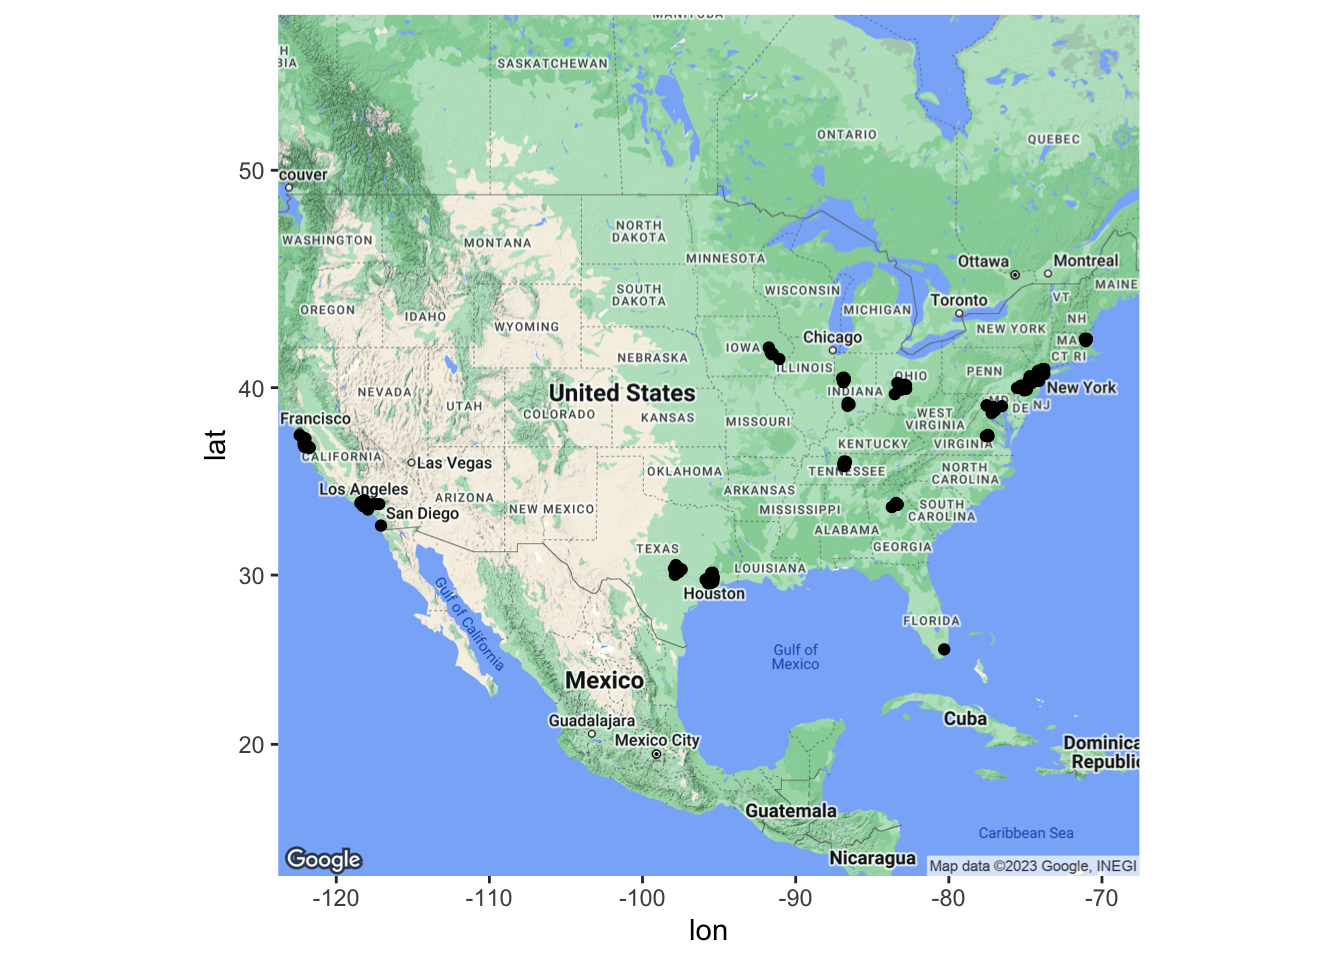 MANITOBA
H
BIA
SASKATCHEWAN
ONTARIO
QUEBEC
50
couver
WASHINGTON
MONTANA
NORTH
DAKOTA
MINNESOTA
Ottawa
Montreal
OREGON
IDAHO
SOUTH
DAKOTA
WISCONSIN
MICHIGAN
Toronto
VT
MAINE
WYOMING
NEW YORK
NH
NEBRASKA
IOWA
Chicago
MA
CT RI
ILLINOIS
OHIO
PENN
40
NEVADA
UTAH
United States
COLORADO
KANSAS
MISSOURI
INDIANA
New York
MD
DE
NJ
Francisco
WEST
VIRGINIA
CALIFORNIA
Las Vegas
KENTUCKY
VIRGINIA
OKLAHOMA
TENNESSEE
NORTH
CAROLINA
Los Angeles
ARIZONA
NEW MEXICO
ARKANSAS
San Diego
MISSISSIPPI
SOUTH
CAROLINA
ALABAMA
TEXAS
GEORGIA
30
LOUISIANA
Houston
Gulf of California
FLORIDA
Gulf of
Mexico
Mexico
Guadalajara
Mexico City
Cuba
20
Dominica
Republic
Guatemala
Caribbean Sea
Nicaragua
Google
Map data ©2023 Google, INEGI
-120
-110
-100
-90
-80
-70
lon
lat